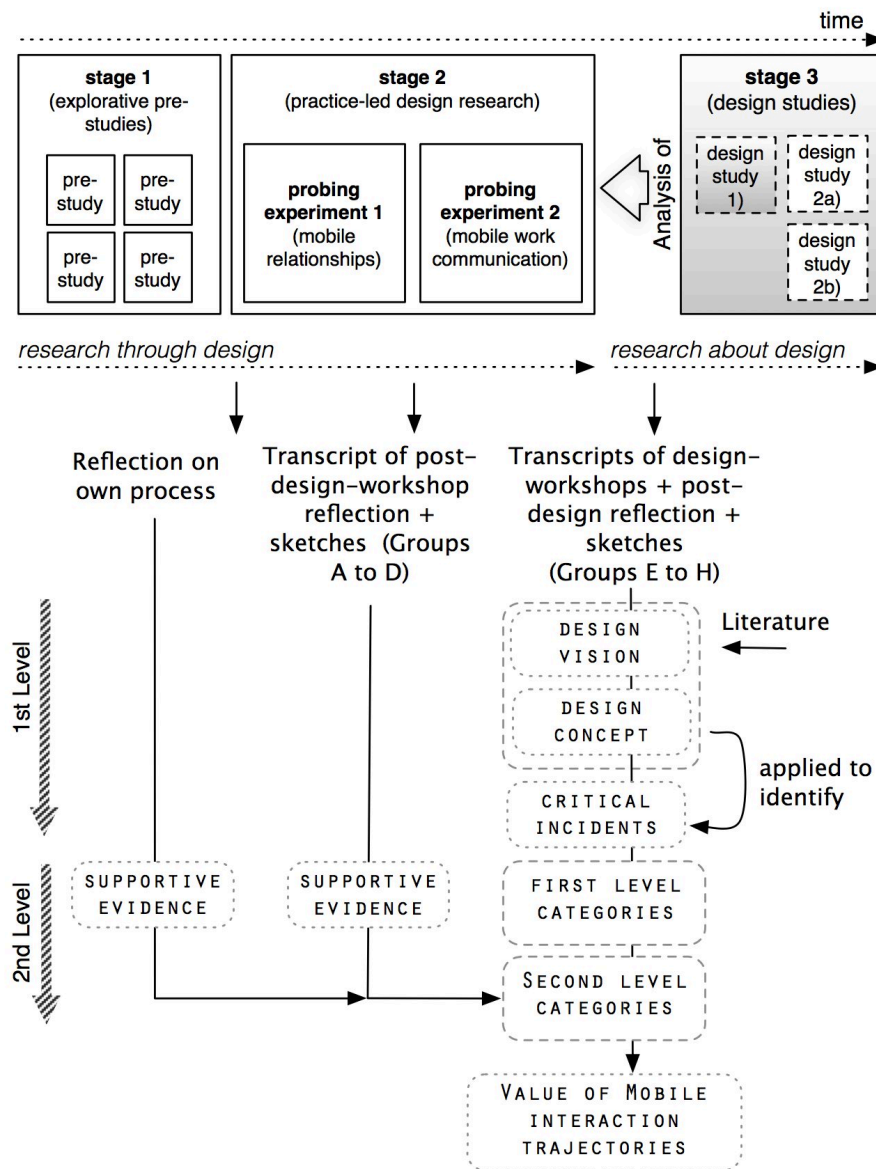 time
stage 1
(explorative pre-
studies)
pre-
study
pre-
study
pre-
study
pre-
study
stage 2
(practice-led design research)
probing
experiment 1
(mobile
relationships)
probing
experiment 2
(mobile work
communication)
Analysis of
stage 3
(design studies)
design
study
1)
design
study
2a)
design
study
2b)
research through design
research about design
Reflection on
own process
Transcript of post-
design-workshop
reflection +
sketches (Groups
A to D)
Transcripts of design-
workshops + post-
design reflection +
sketches
(Groups E to H)
1st Level
DESIGN
VISION
Literature
DESIGN
CONCEPT
applied to
identify
CRITICAL
INCIDENTS
2nd Level
SUPPORTIVE
EVIDENCE
SUPPORTIVE
EVIDENCE
FIRST LEVEL
CATEGORIES
SECOND LEVEL
CATEGORIES
VALUE OF MOBILE
INTERACTION
TRAJECTORIES